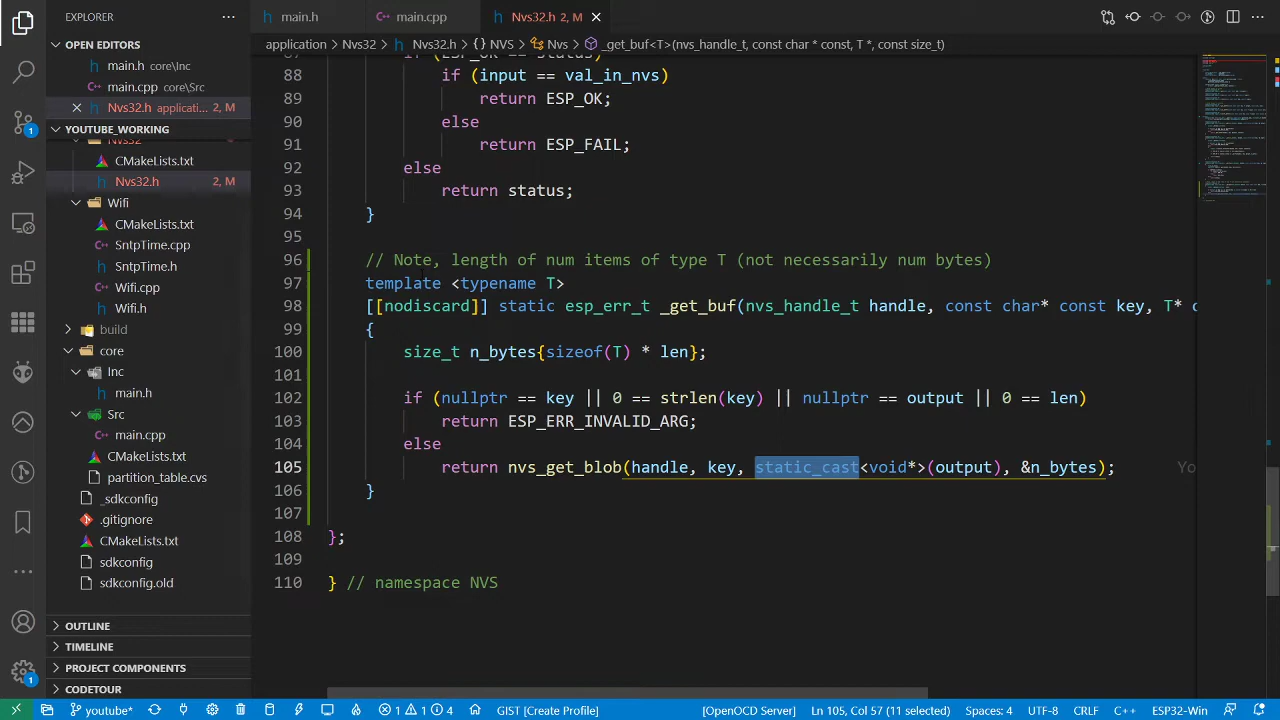 EXPLORER
main.h
main.cpp
Nvs32.h 2, M
OPEN EDITORS
application > Nvs32 > Nvs32.h > {} NVS > Nvs > _get_buf<T>(nvs_handle_t, const char * const, T *, const size_t)
main.h core\Inc
main.cpp core\Src
Nvs32.h applicati... 2, M
YOUTUBE_WORKING
CMakeLists.txt
Nvs32.h 2, M
Wifi
CMakeLists.txt
SntpTime.cpp
SntpTime.h
Wifi.cpp
Wifi.h
build
core
Inc
main.h
Src
main.cpp
partition_table.cvs
_sdkconfig
.gitignore
CMakeLists.txt
sdkconfig
sdkconfig.old
OUTLINE
TIMELINE
PROJECT COMPONENTS
CODETOUR
88 if (input == val_in_nvs)
89 return ESP_OK;
90 else
91 return ESP_FAIL;
92 else
93 return status;
94 }
95
96 // Note, length of num items of type T (not necessarily num bytes)
97 template <typename T>
98 [[nodiscard]] static esp_err_t _get_buf(nvs_handle_t handle, const char* const key, T*
99 {
100 size_t n_bytes{sizeof(T) * len};
101
102 if (nullptr == key || 0 == strlen(key) || nullptr == output || 0 == len)
103 return ESP_ERR_INVALID_ARG;
104 else
105 return nvs_get_blob(handle, key, static_cast<void*>(output), &n_bytes); Yo
106 }
107
108 };
109
110 } // namespace NVS
1
1
youtube*
1 1 4
GIST [Create Profile]
[OpenOCD Server]
Ln 105, Col 57 (11 selected)
Spaces: 4
UTF-8
CRLF
C++
ESP32-Win